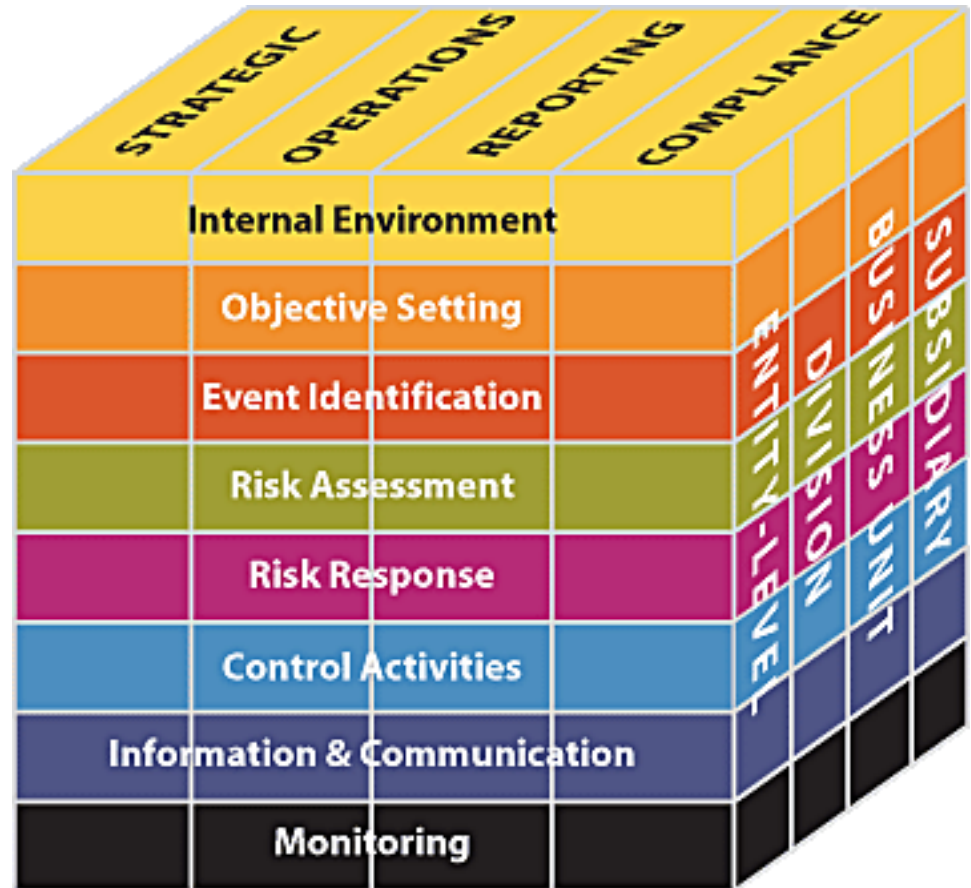 STRATEGIC
OPERATIONS
REPORTING
COMPLIANCE
Internal Environment
Objective Setting
Event Identification
Risk Assessment
Risk Response
Control Activities
Information & Communication
Monitoring
ENTITY-LEVEL
DIVISION
BUSINESS UNIT
SUBSIDIARY